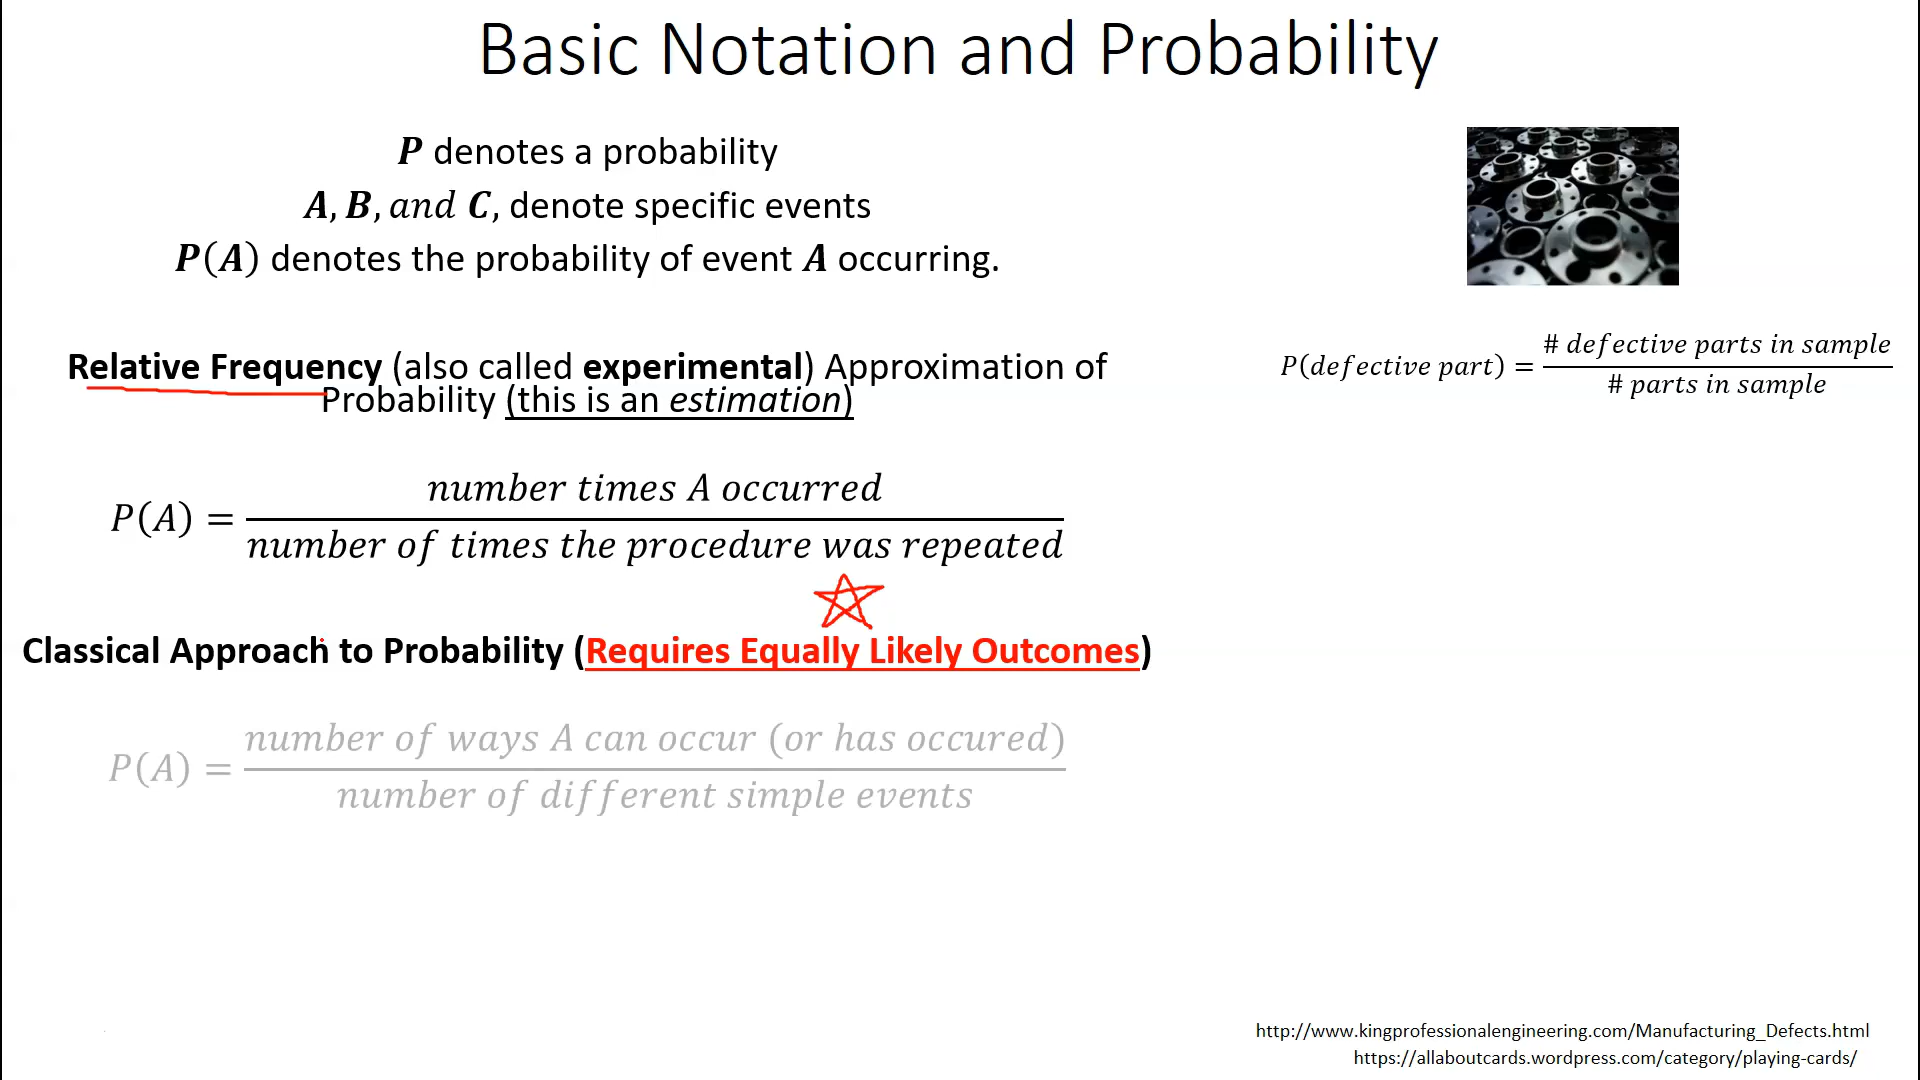 Basic Notation and Probability
P denotes a probability
A, B, and C, denote specific events
P(A) denotes the probability of event A occurring.
Relative Frequency (also called experimental) Approximation of
Probability (this is an estimation)
P(A) = number times A occurred / number of times the procedure was repeated
Classical Approach to Probability (Requires Equally Likely Outcomes)
P(A) = number of ways A can occur (or has occured) / number of different simple events
P(defective part) = # defective parts in sample / # parts in sample
http://www.kingprofessionalengineering.com/Manufacturing_Defects.html
https://allaboutcards.wordpress.com/category/playing-cards/